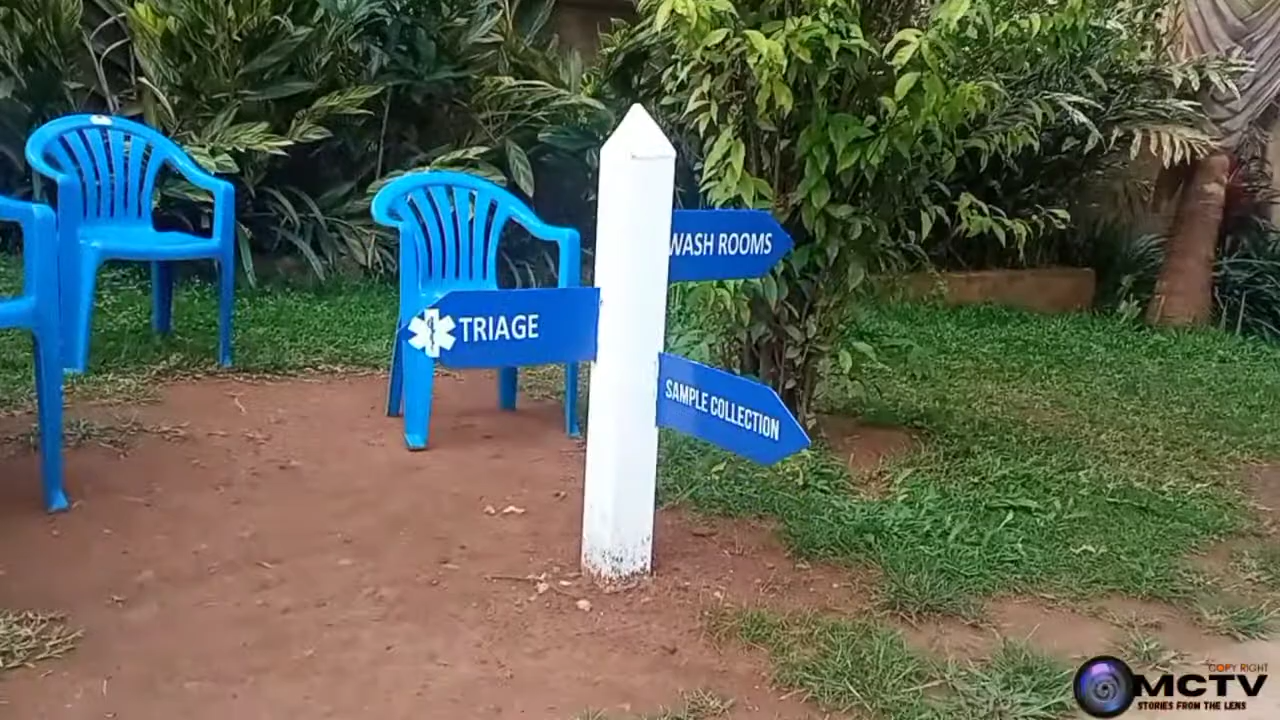 WASH ROOMS
TRIAGE
SAMPLE COLLECTION
COPY RIGHT
MCTV
STORIES FROM THE LENS